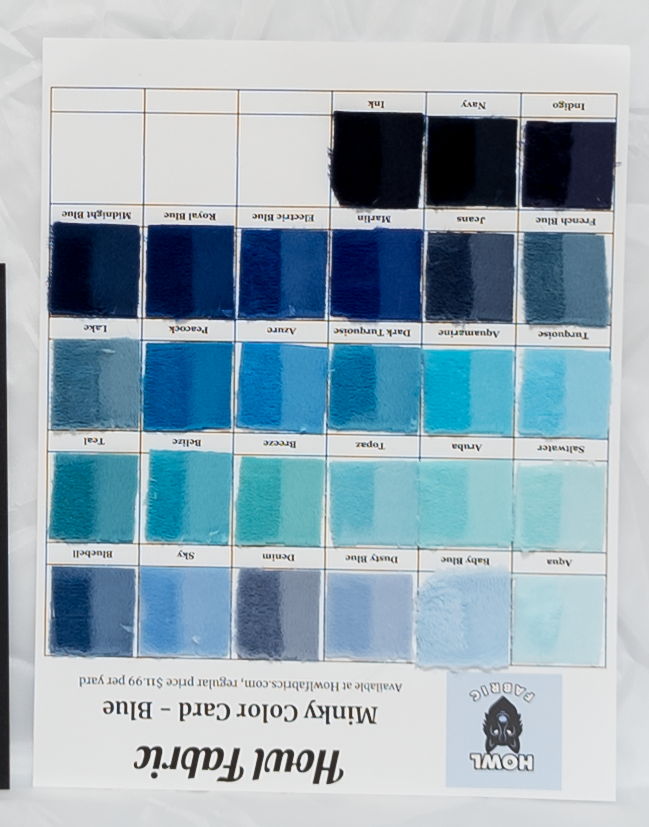 HOWL
FABRIC
Howl Fabric
Minky Color Card – Blue
Available at Howlfabrics.com, regular price $11.99 per yard
Aqua Baby Blue Dusty Blue Denim Sky Bluebell
Saltwater Aruba Topaz Breeze Belize Teal
Turquoise Aquamarine Dark Turquoise Azure Peacock Lake
French Blue Jeans Marlin Electric Blue Royal Blue Midnight Blue
Indigo Navy Ink